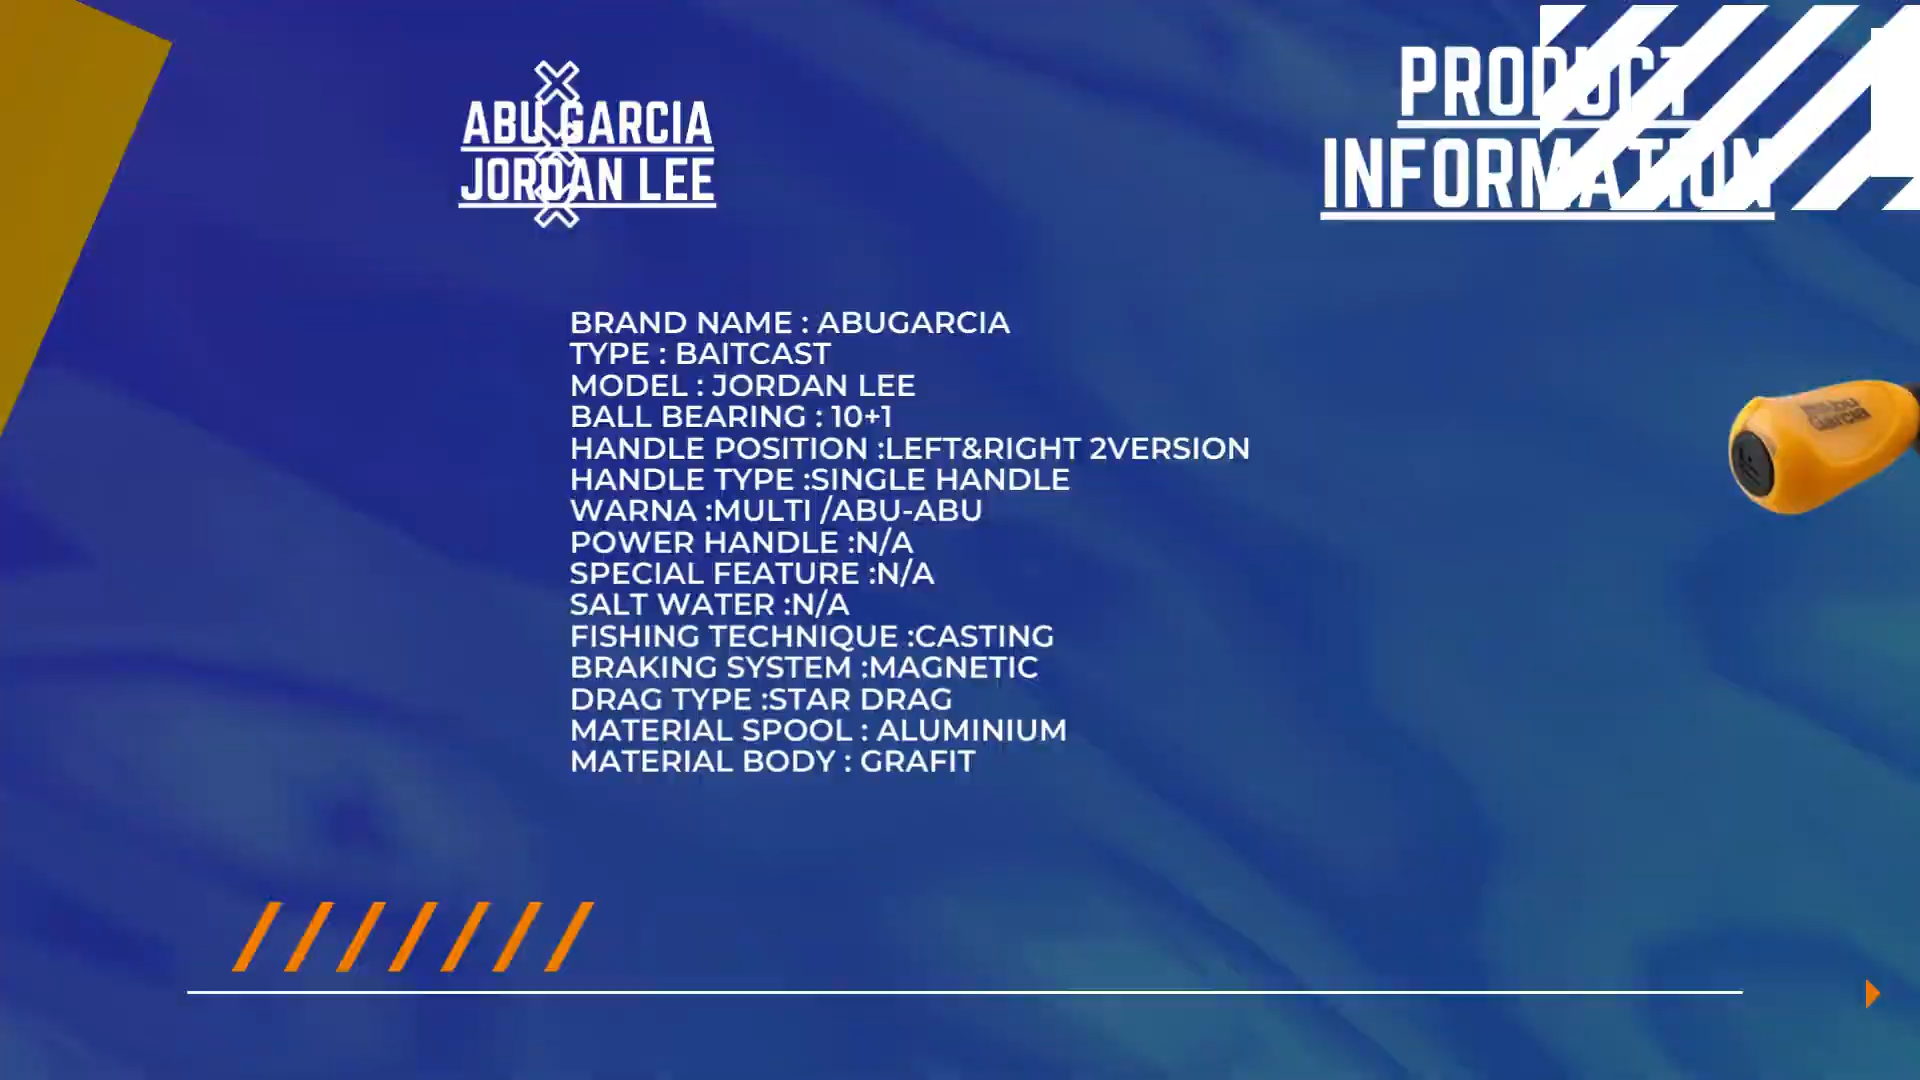 ABU GARCIA
JORDAN LEE
PRODUCT
INFORMATION
BRAND NAME : ABUGARCIA
TYPE : BAITCAST
MODEL : JORDAN LEE
BALL BEARING : 10+1
HANDLE POSITION :LEFT&RIGHT 2VERSION
HANDLE TYPE :SINGLE HANDLE
WARNA :MULTI /ABU-ABU
POWER HANDLE :N/A
SPECIAL FEATURE :N/A
SALT WATER :N/A
FISHING TECHNIQUE :CASTING
BRAKING SYSTEM :MAGNETIC
DRAG TYPE :STAR DRAG
MATERIAL SPOOL : ALUMINIUM
MATERIAL BODY : GRAFIT